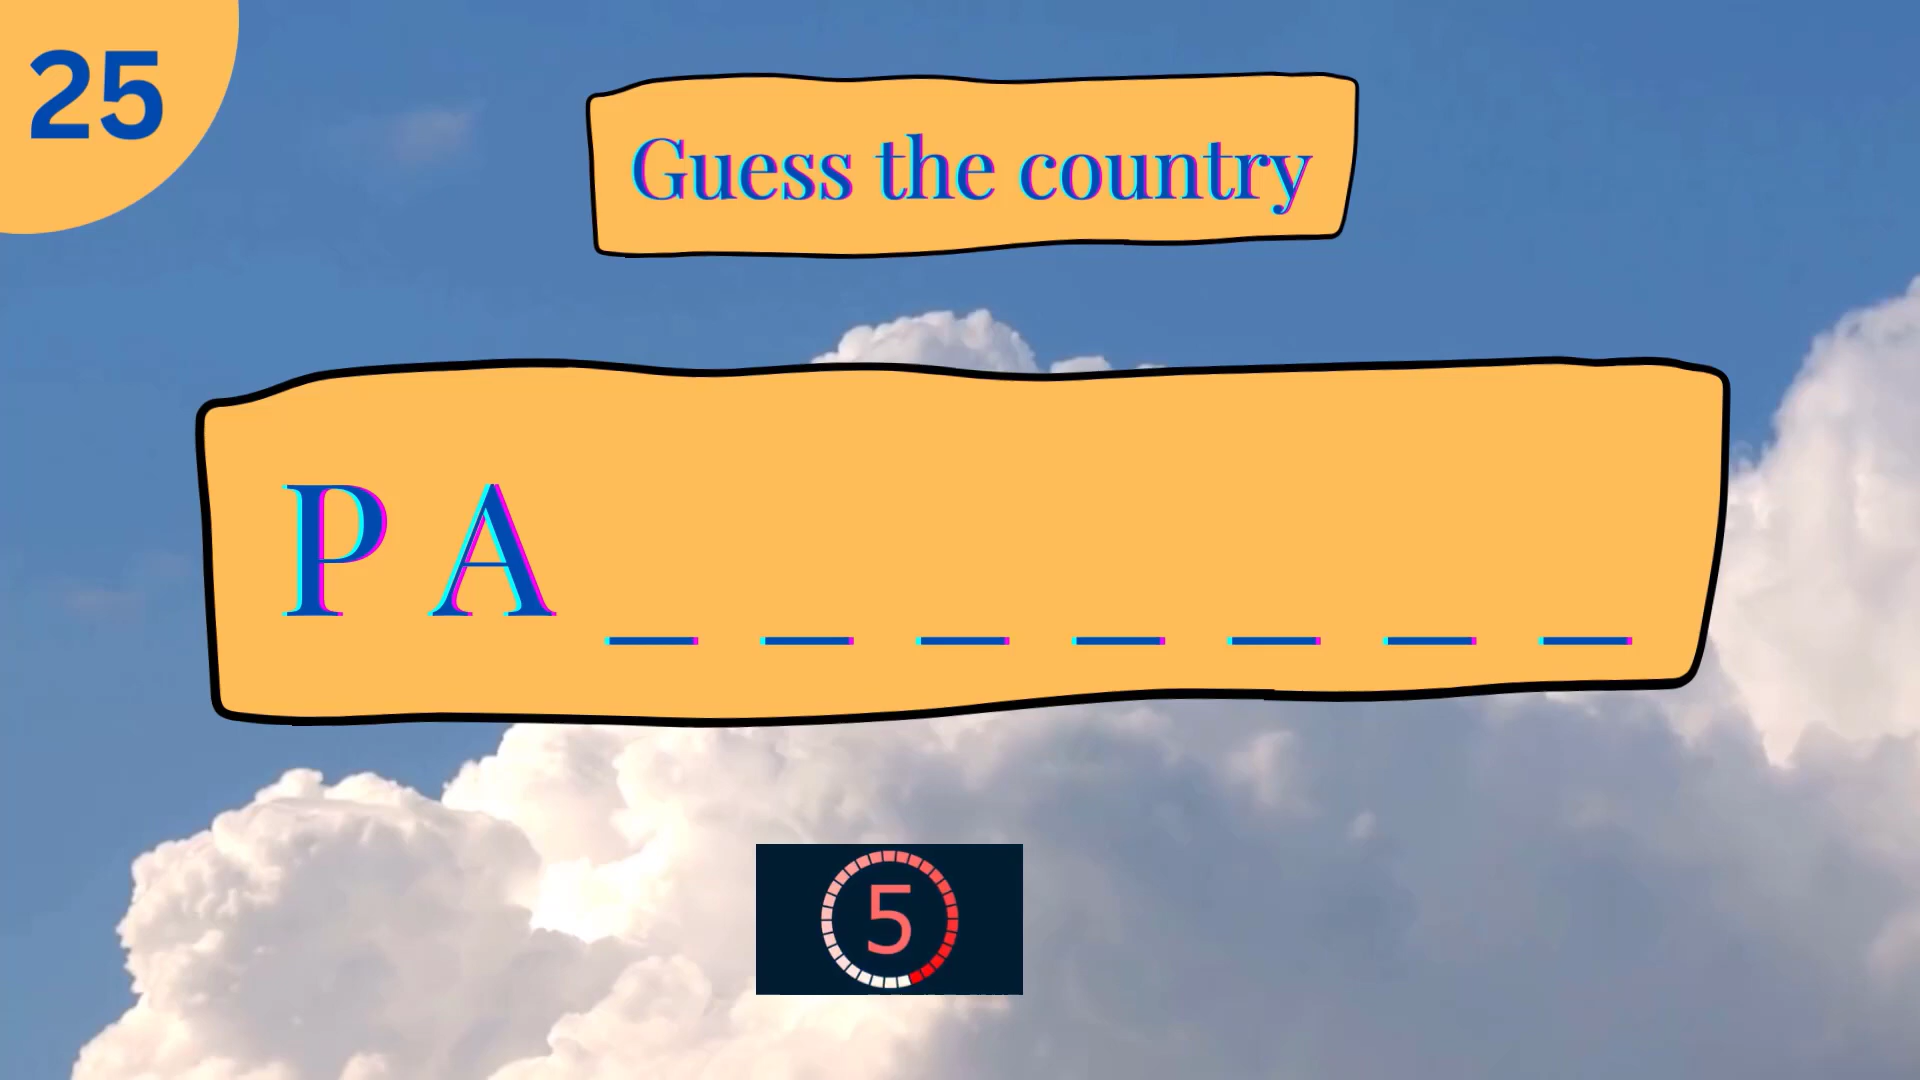 25
Guess the country
P A _ _ _ _ _ _ _
5